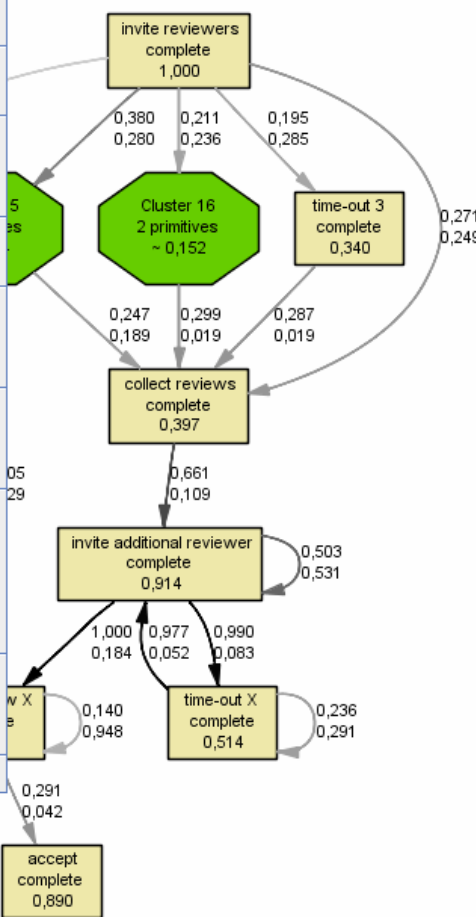 invite reviewers
complete
1,000
0,380
0,280
0,211
0,236
0,195
0,285
5
es
Cluster 16
2 primitives
~ 0,152
time-out 3
complete
0,340
0,271
0,249
0,247
0,189
0,299
0,019
0,287
0,019
collect reviews
complete
0,397
05
29
0,661
0,109
invite additional reviewer
complete
0,914
0,503
0,531
1,000
0,184
0,977
0,052
0,990
0,083
w X
e
0,140
0,948
time-out X
complete
0,514
0,236
0,291
0,291
0,042
accept
complete
0,890